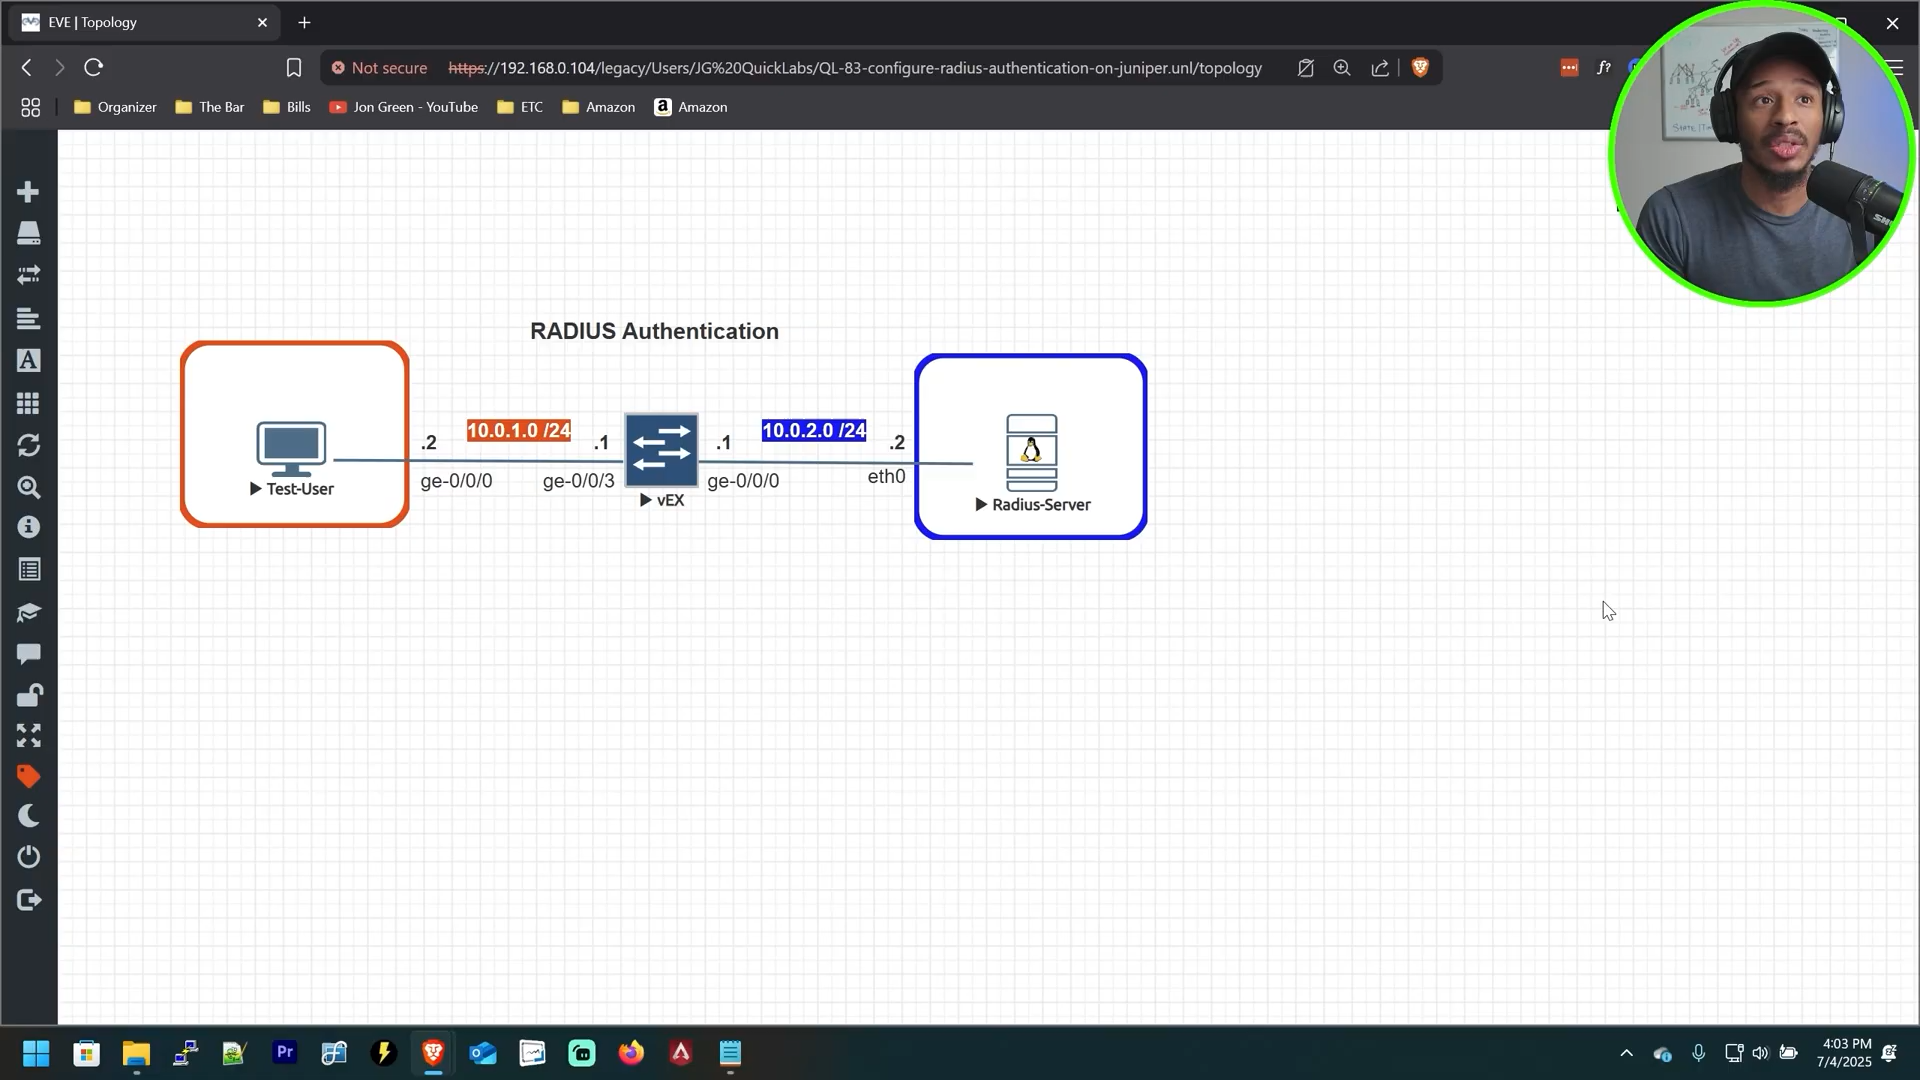 EVE | Topology
Not secure
https://192.168.0.104/legacy/Users/JG%20QuickLabs/QL-83-configure-radius-authentication-on-juniper.unl/topology
f?
Organizer
The Bar
Bills
Jon Green - YouTube
ETC
Amazon
Amazon
RADIUS Authentication
.2
10.0.1.0 /24
.1
.1
10.0.2.0 /24
.2
ge-0/0/0
ge-0/0/3
ge-0/0/0
eth0
Test-User
vEX
Radius-Server
Pr
4:03 PM
7/4/2025